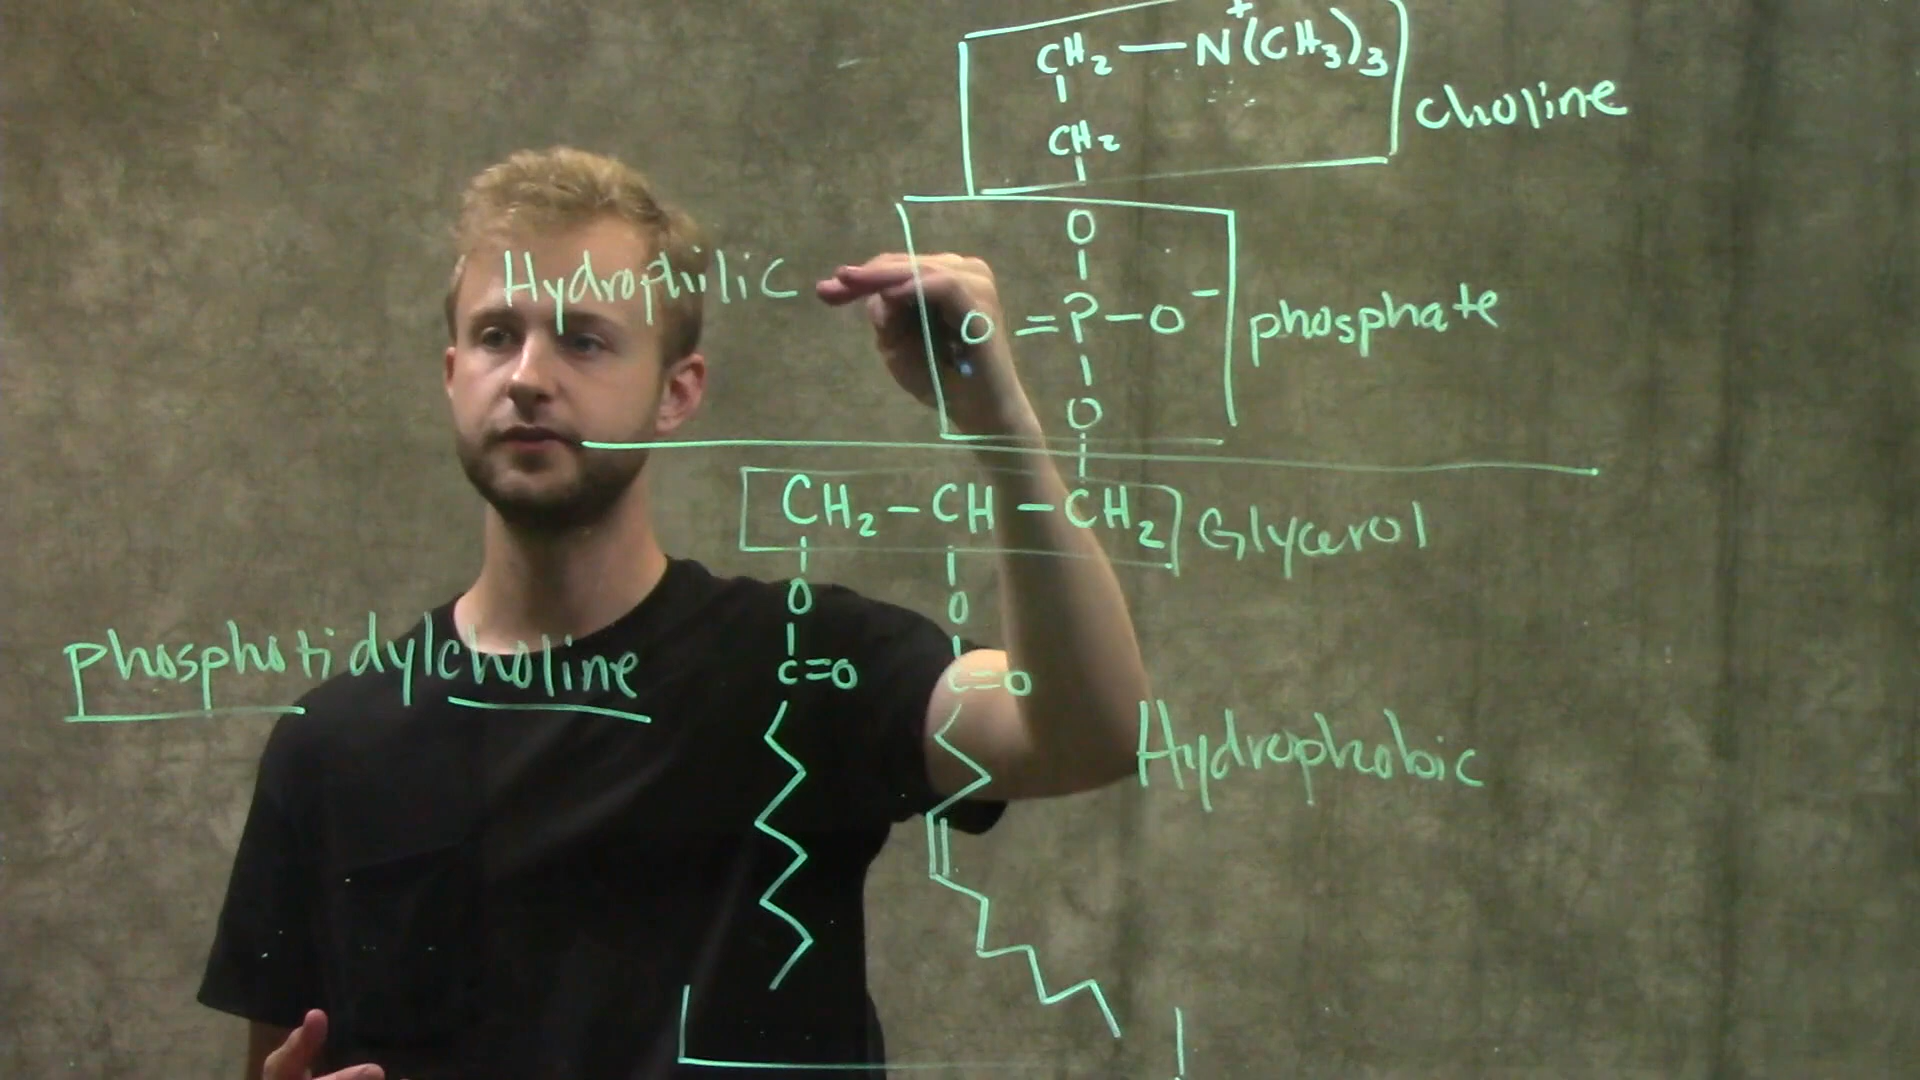 CH₂ — N⁺(CH₃)₃
CH₂
choline
O
O = P — O⁻
O
phosphate
Hydrophilic
CH₂ — CH — CH₂
Glycerol
O O
C=O C=O
phosphotidylcholine
Hydrophobic